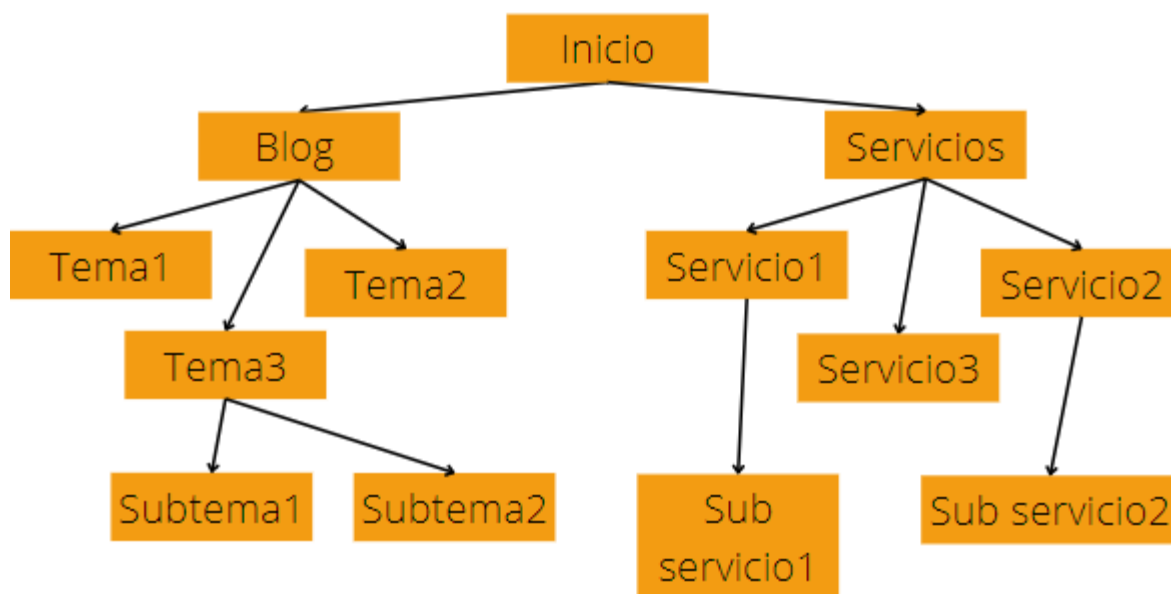 Inicio
Blog
Servicios
Tema1
Tema2
Servicio1
Servicio2
Tema3
Servicio3
Subtema1
Subtema2
Sub
servicio1
Sub servicio2